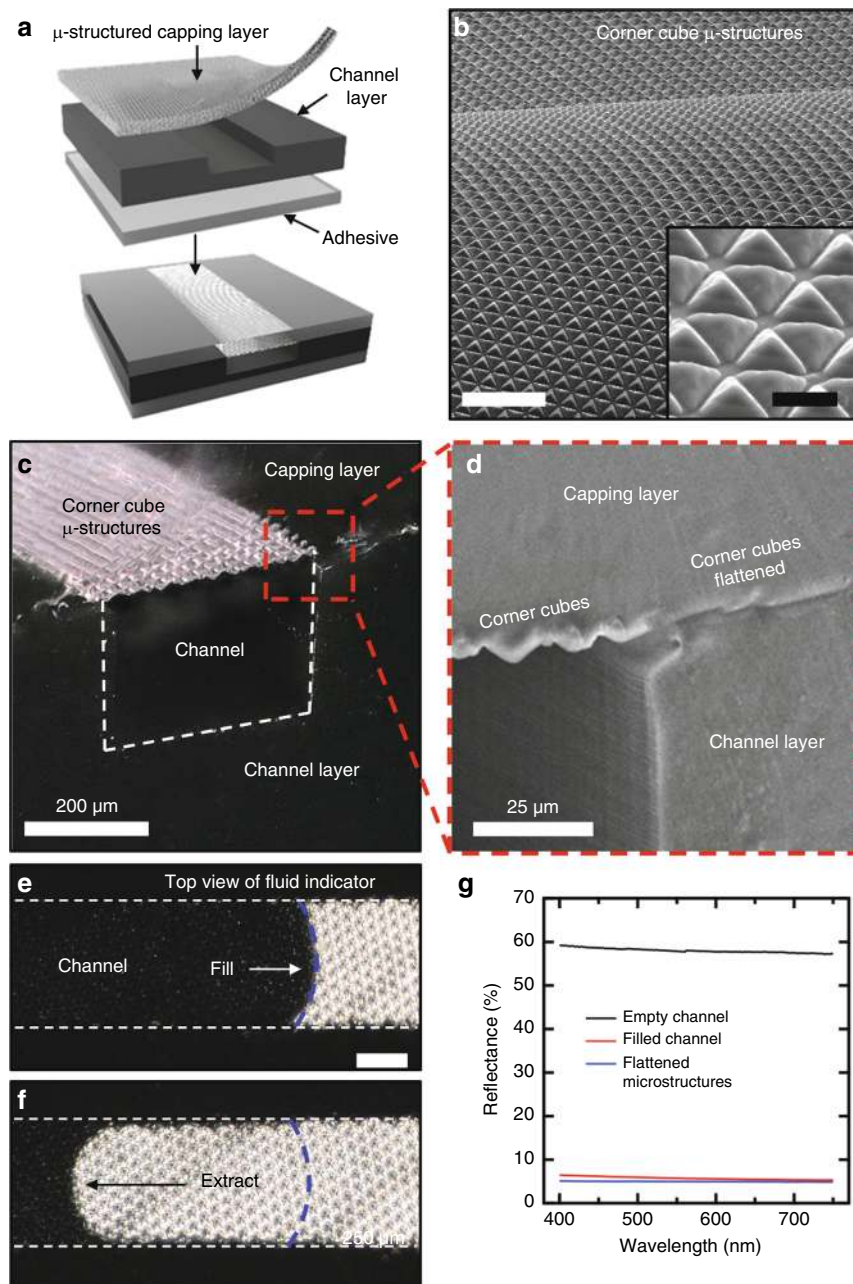 a
μ-structured capping layer
Channel
layer
Adhesive
b
Corner cube μ-structures
c
Capping layer
Corner cube
μ-structures
Channel
Channel layer
200 μm
d
Capping layer
Corner cubes
flattened
Corner cubes
Channel layer
25 μm
e
Top view of fluid indicator
Channel
Fill
f
Extract
250 μm
g
70
60
50
40
30
20
10
0
Reflectance (%)
Empty channel
Filled channel
Flattened
microstructures
400
500
600
700
Wavelength (nm)